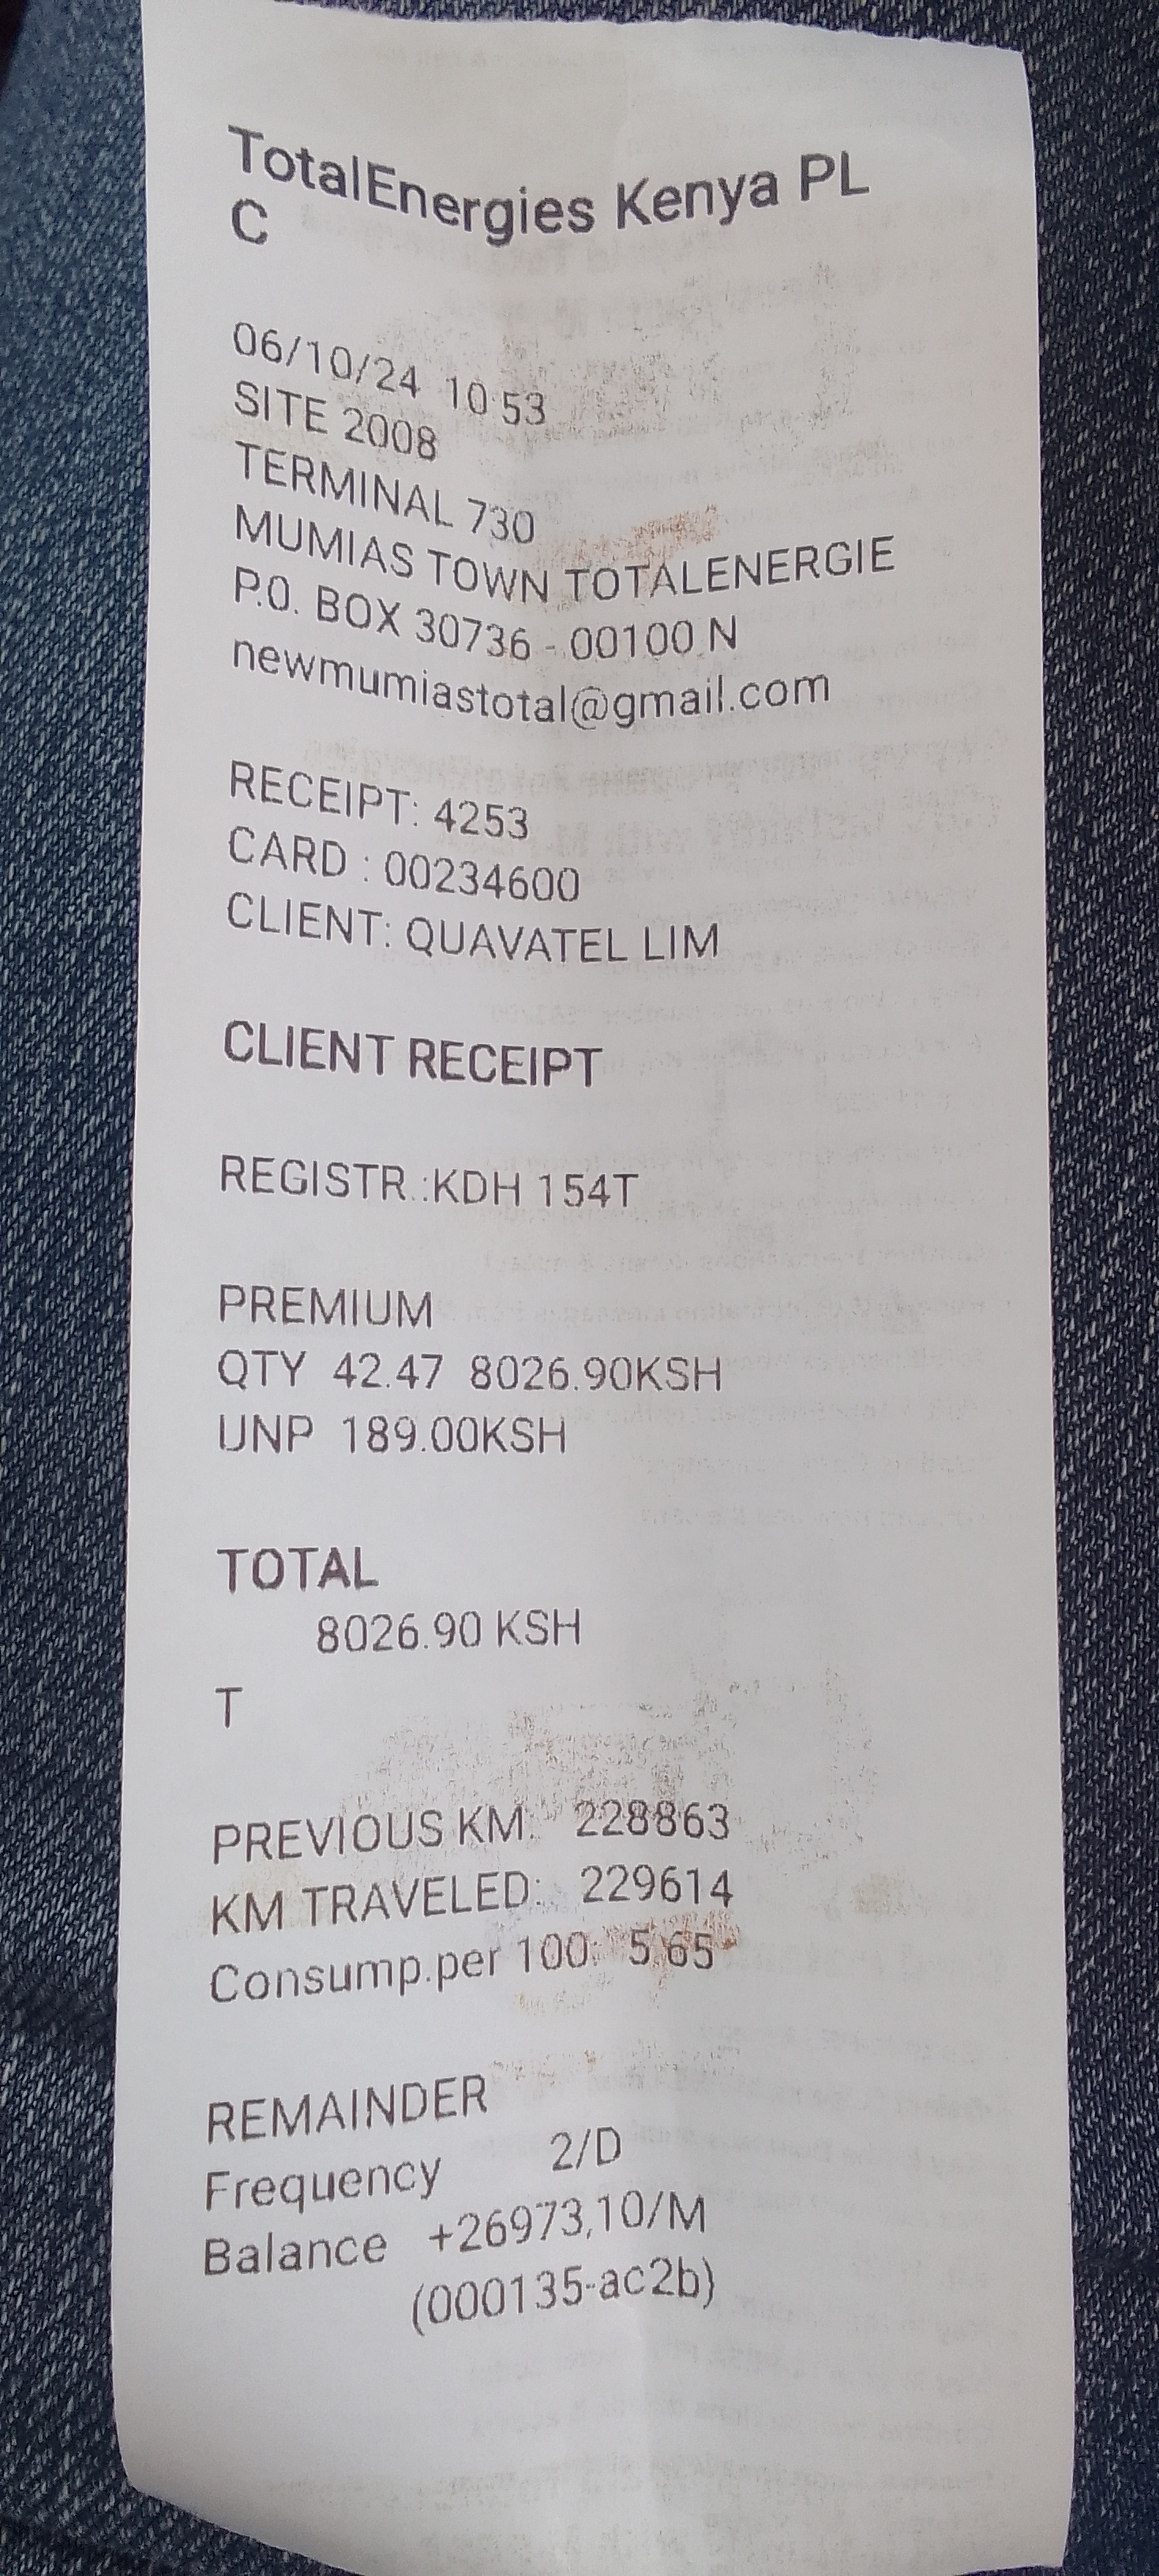 TotalEnergies Kenya PL
C
06/10/24 10:53
SITE 2008
TERMINAL 730
MUMIAS TOWN TOTALENERGIE
P.O. BOX 30736 - 00100 N
newmumiastotal@gmail.com
RECEIPT: 4253
CARD : 00234600
CLIENT: QUAVATEL LIM
CLIENT RECEIPT
REGISTR.:KDH 154T
PREMIUM
QTY 42.47 8026.90KSH
UNP 189.00KSH
TOTAL
8026.90 KSH
T
PREVIOUS KM: 228863
KM TRAVELED: 229614
Consump.per 100: 5.65
REMAINDER
Frequency 2/D
Balance +26973,10/M
(000135-ac2b)